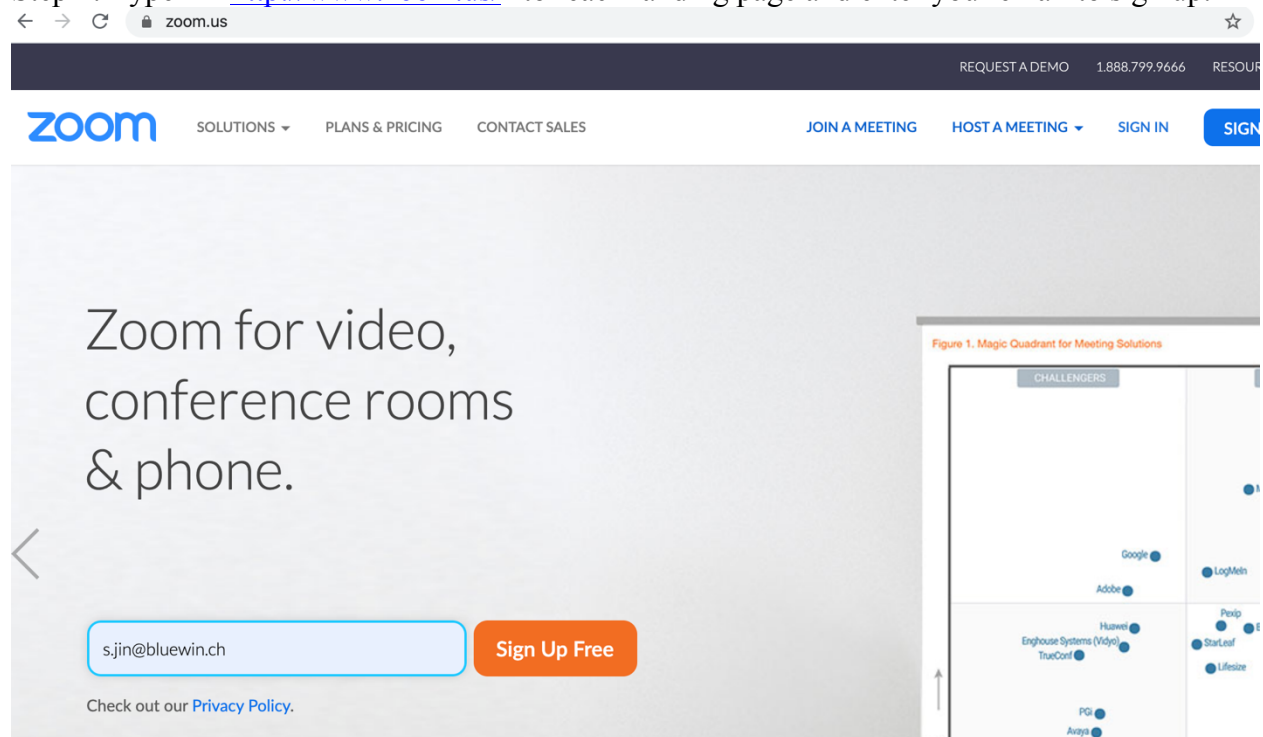 zoom.us
REQUEST A DEMO 1.888.799.9666
zoom SOLUTIONS PLANS & PRICING CONTACT SALES JOIN A MEETING HOST A MEETING SIGN IN SIGN
Zoom for video,
conference rooms
& phone.
s.jin@bluewin.ch Sign Up Free
Check out our Privacy Policy.
Figure 1. Magic Quadrant for Meeting Solutions
CHALLENGERS
Google
LogMeIn
Adobe
Pexip
Huawei
Enghouse Systems (Vidyo)
StarLeaf
TrueConf
Lifesize
PGi
Avaya